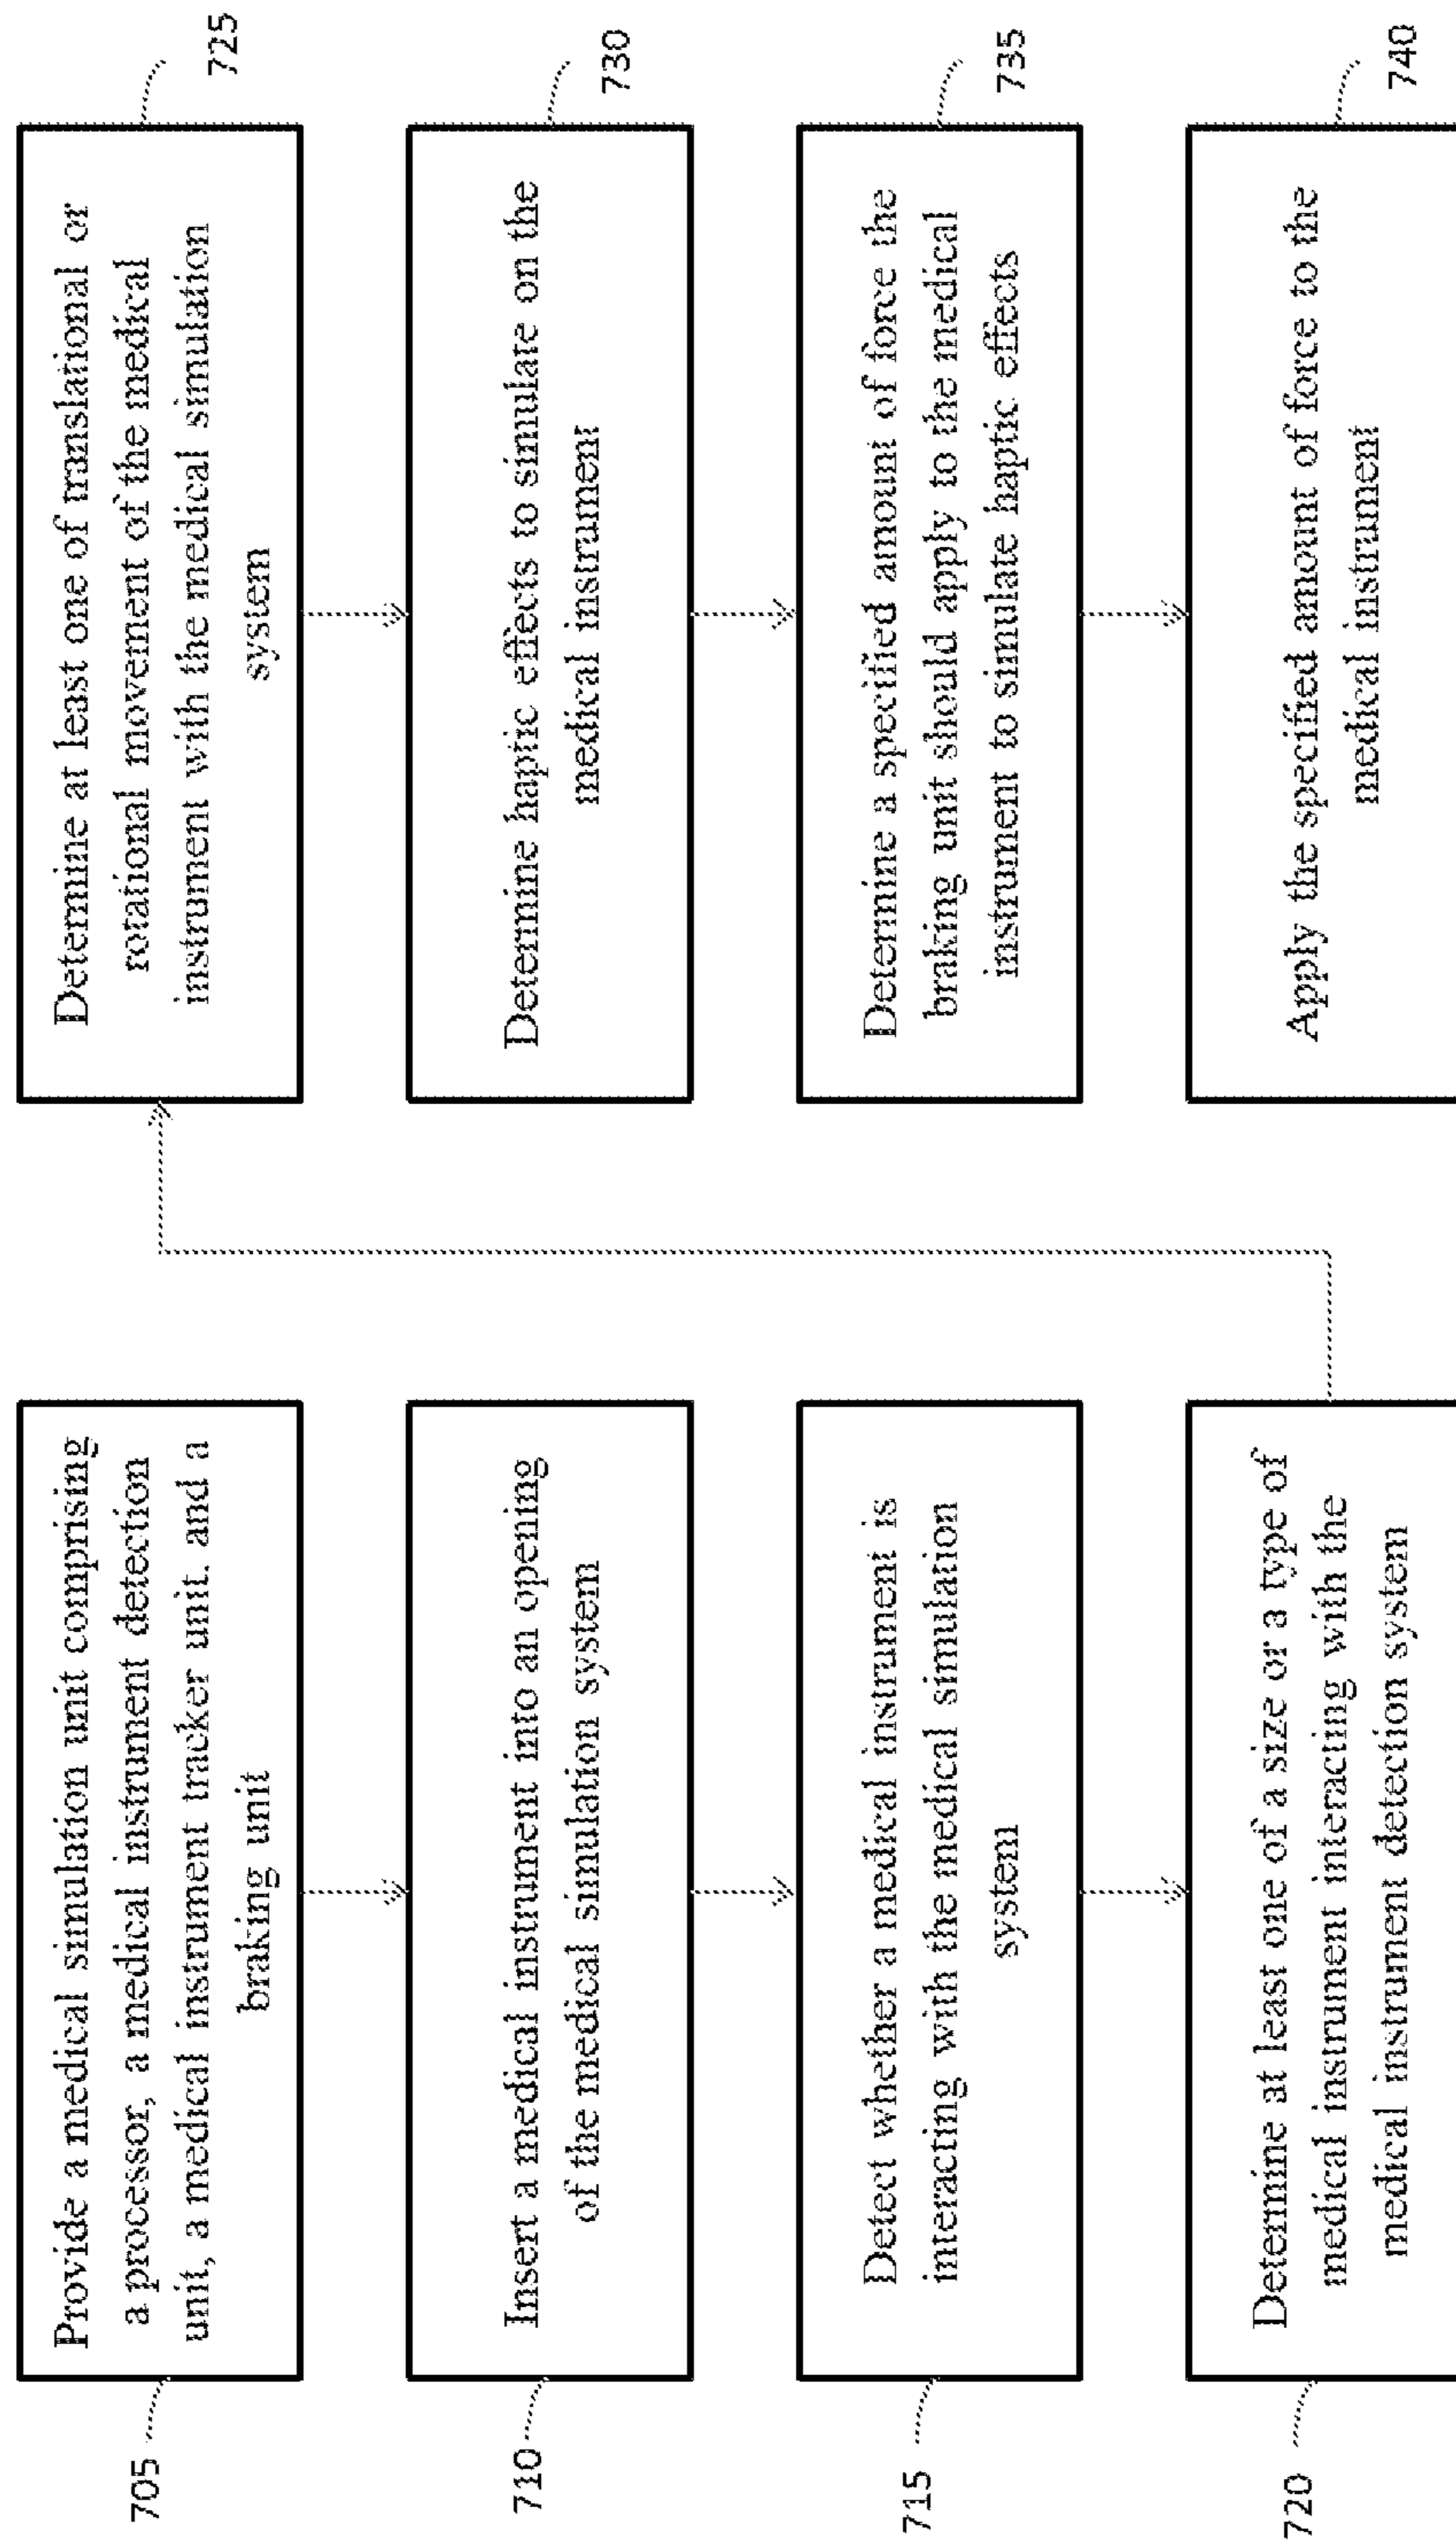 705
Provide a medical simulation unit comprising
a processor, a medical instrument detection
unit, a medical instrument tracker unit, and a
braking unit
710
Insert a medical instrument into an opening
of the medical simulation system
715
Detect whether a medical instrument is
interacting with the medical simulation
system
720
Determine at least one of a size or a type of
medical instrument interacting with the
medical instrument detection system
725
Determine at least one of translational or
rotational movement of the medical
instrument with the medical simulation
system
730
Determine haptic effects to simulate on the
medical instrument
735
Determine a specified amount of force the
braking unit should apply to the medical
instrument to simulate haptic effects
740
Apply the specified amount of force to the
medical instrument